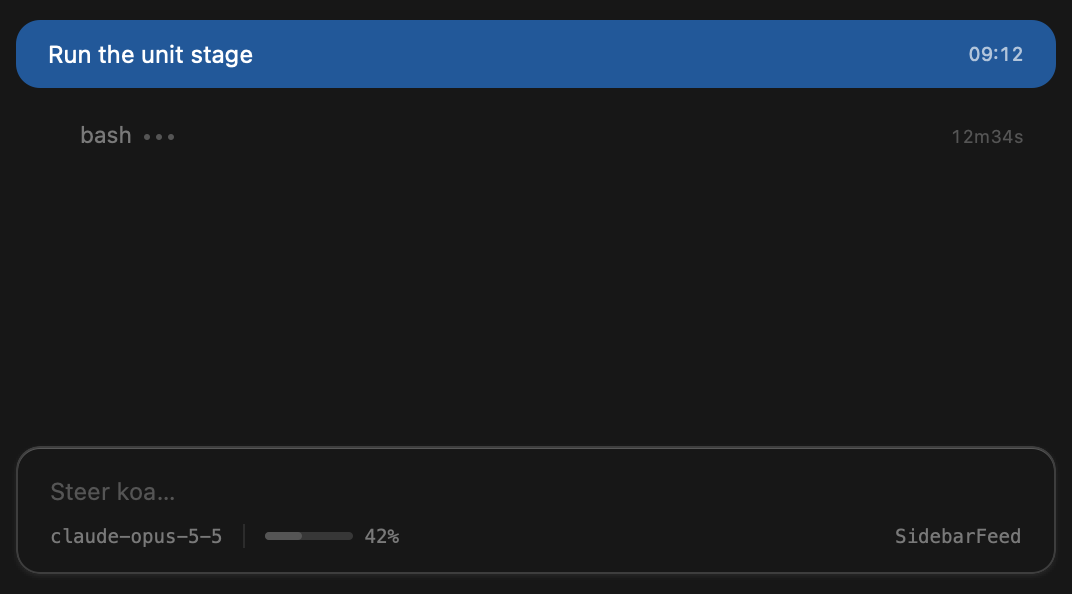 Run the unit stage 09:12
bash ••• 12m34s
Steer koa...
claude-opus-5-5 42% SidebarFeed